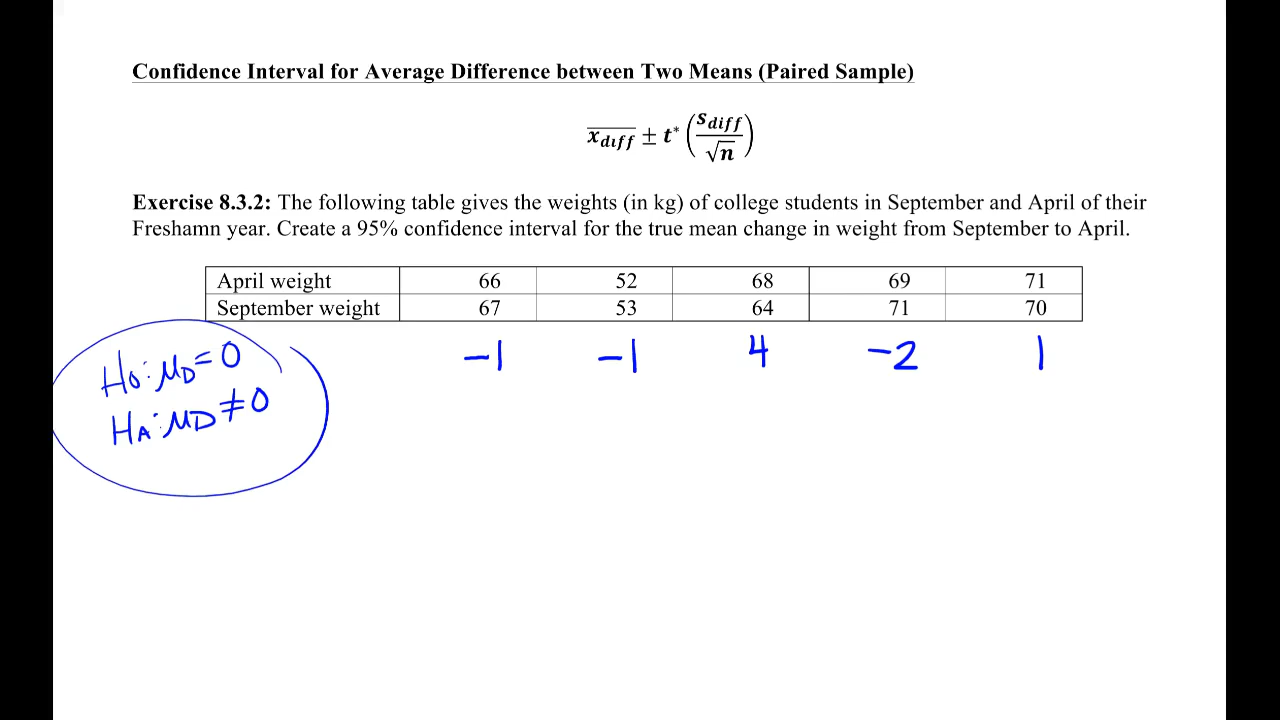 Confidence Interval for Average Difference between Two Means (Paired Sample)
x_diff ± t* (s_diff / √n)
Exercise 8.3.2: The following table gives the weights (in kg) of college students in September and April of their
Freshamn year. Create a 95% confidence interval for the true mean change in weight from September to April.
April weight 66 52 68 69 71
September weight 67 53 64 71 70
-1 -1 4 -2 1
H₀: μD = 0
HA: μD ≠ 0